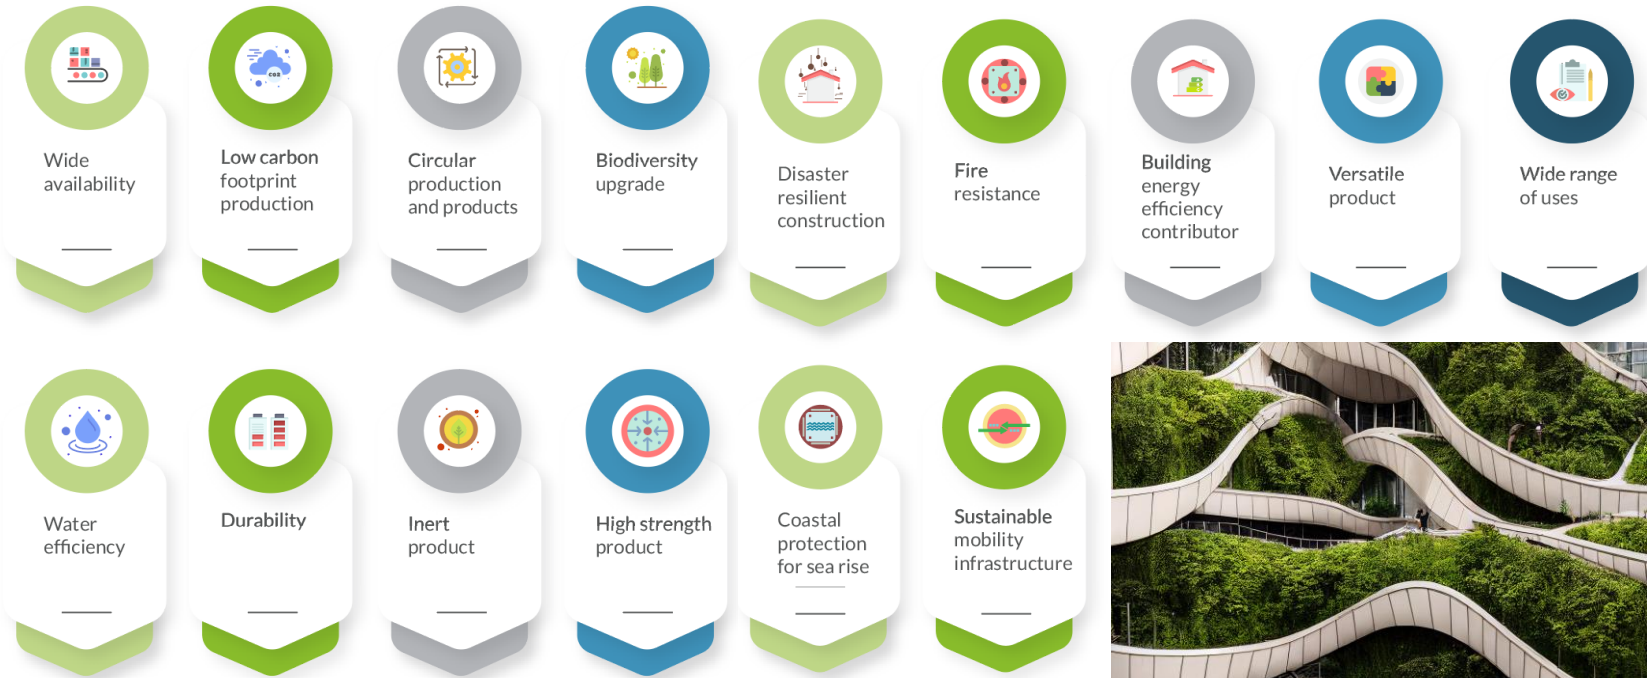 Wide
availability
Low carbon
footprint
production
Circular
production
and products
Biodiversity
upgrade
Disaster
resilient
construction
Fire
resistance
Building
energy
efficiency
contributor
Versatile
product
Wide range
of uses
Water
efficiency
Durability
Inert
product
High strength
product
Coastal
protection
for sea rise
Sustainable
mobility
infrastructure